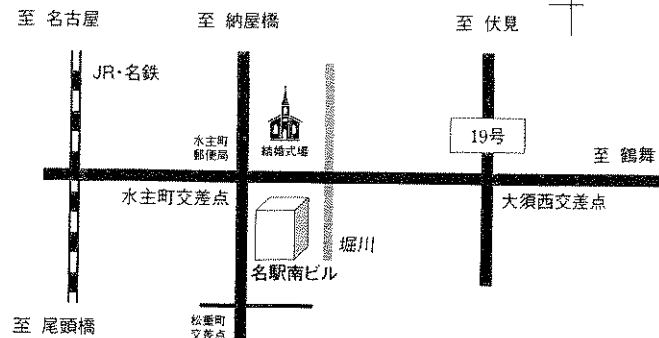 至 名古屋
至 納屋橋
至 伏見
JR・名鉄
水主町
郵便局
結婚式場
19号
至 鶴舞
水主町交差点
大須西交差点
堀川
名駅南ビル
至 尾頭橋
松重町
交差点